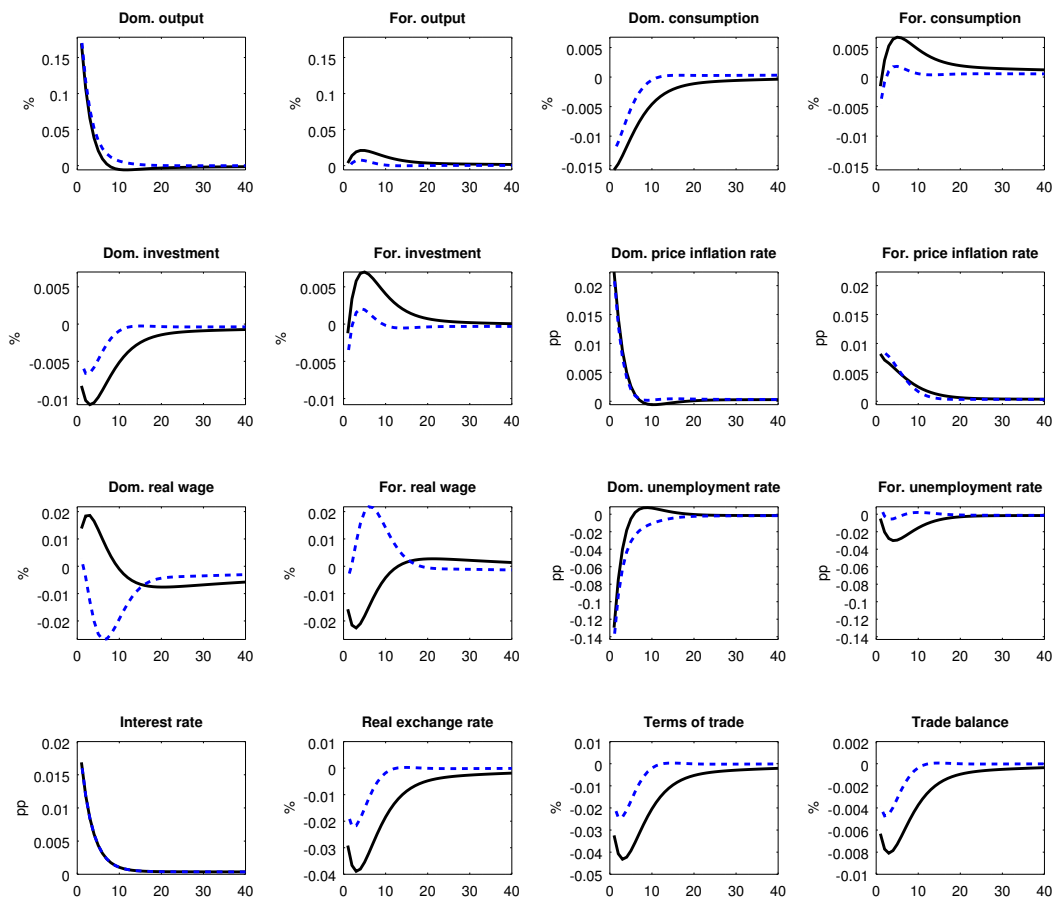 Dom. output
For. output
Dom. consumption
For. consumption
%
0.15
0.1
0.05
0
0 10 20 30 40
%
0.15
0.1
0.05
0
0 10 20 30 40
%
0.005
0
-0.005
-0.01
-0.015
0 10 20 30 40
%
0.005
0
-0.005
-0.01
-0.015
0 10 20 30 40
Dom. investment
For. investment
Dom. price inflation rate
For. price inflation rate
%
0.005
0
-0.005
-0.01
0 10 20 30 40
%
0.005
0
-0.005
-0.01
0 10 20 30 40
pp
0.02
0.015
0.01
0.005
0
0 10 20 30 40
pp
0.02
0.015
0.01
0.005
0
0 10 20 30 40
Dom. real wage
For. real wage
Dom. unemployment rate
For. unemployment rate
%
0.02
0.01
0
-0.01
-0.02
0 10 20 30 40
%
0.02
0.01
0
-0.01
-0.02
0 10 20 30 40
pp
0
-0.02
-0.04
-0.06
-0.08
-0.1
-0.12
-0.14
0 10 20 30 40
pp
0
-0.02
-0.04
-0.06
-0.08
-0.1
-0.12
-0.14
0 10 20 30 40
Interest rate
Real exchange rate
Terms of trade
Trade balance
pp
0.02
0.015
0.01
0.005
0
0 10 20 30 40
%
0.01
0
-0.01
-0.02
-0.03
-0.04
0 10 20 30 40
%
0.01
0
-0.01
-0.02
-0.03
-0.04
-0.05
0 10 20 30 40
%
0.002
0
-0.002
-0.004
-0.006
-0.008
-0.01
0 10 20 30 40